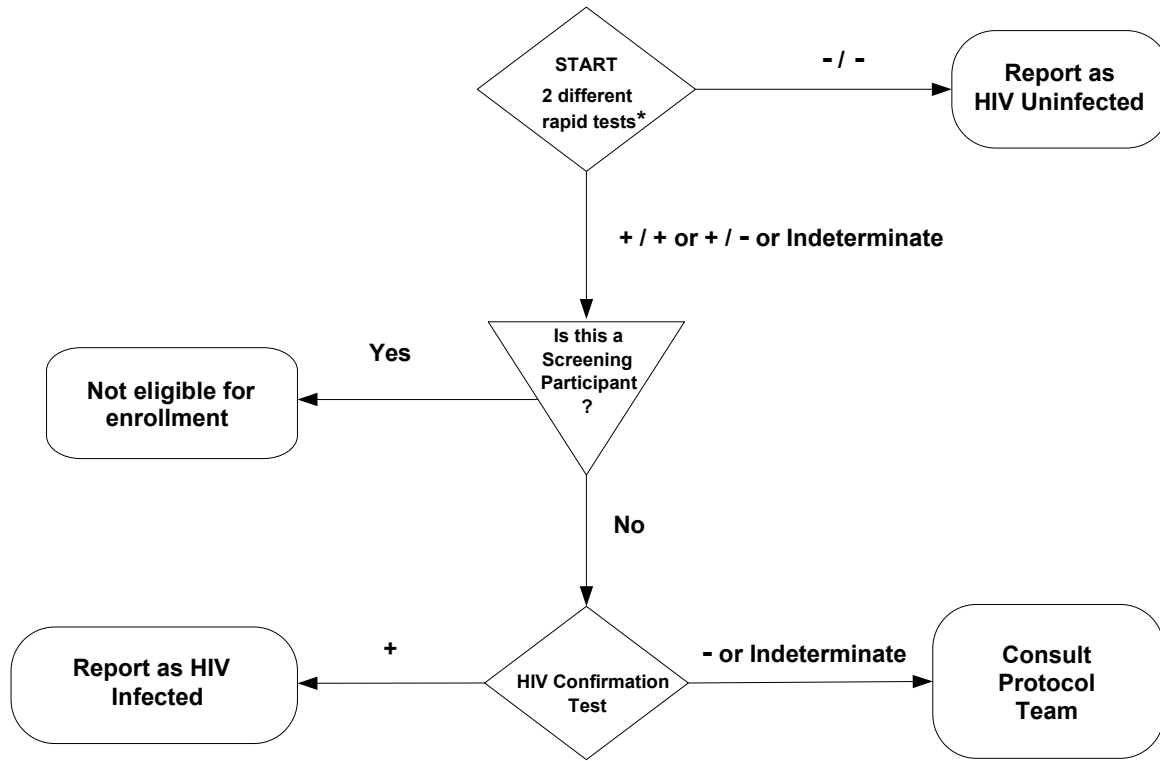 START
2 different
rapid tests*
- / -
Report as
HIV Uninfected
+ / + or + / - or Indeterminate
Is this a
Screening
Participant
?
Yes
Not eligible for
enrollment
No
HIV Confirmation
Test
+
Report as HIV
Infected
- or Indeterminate
Consult
Protocol
Team